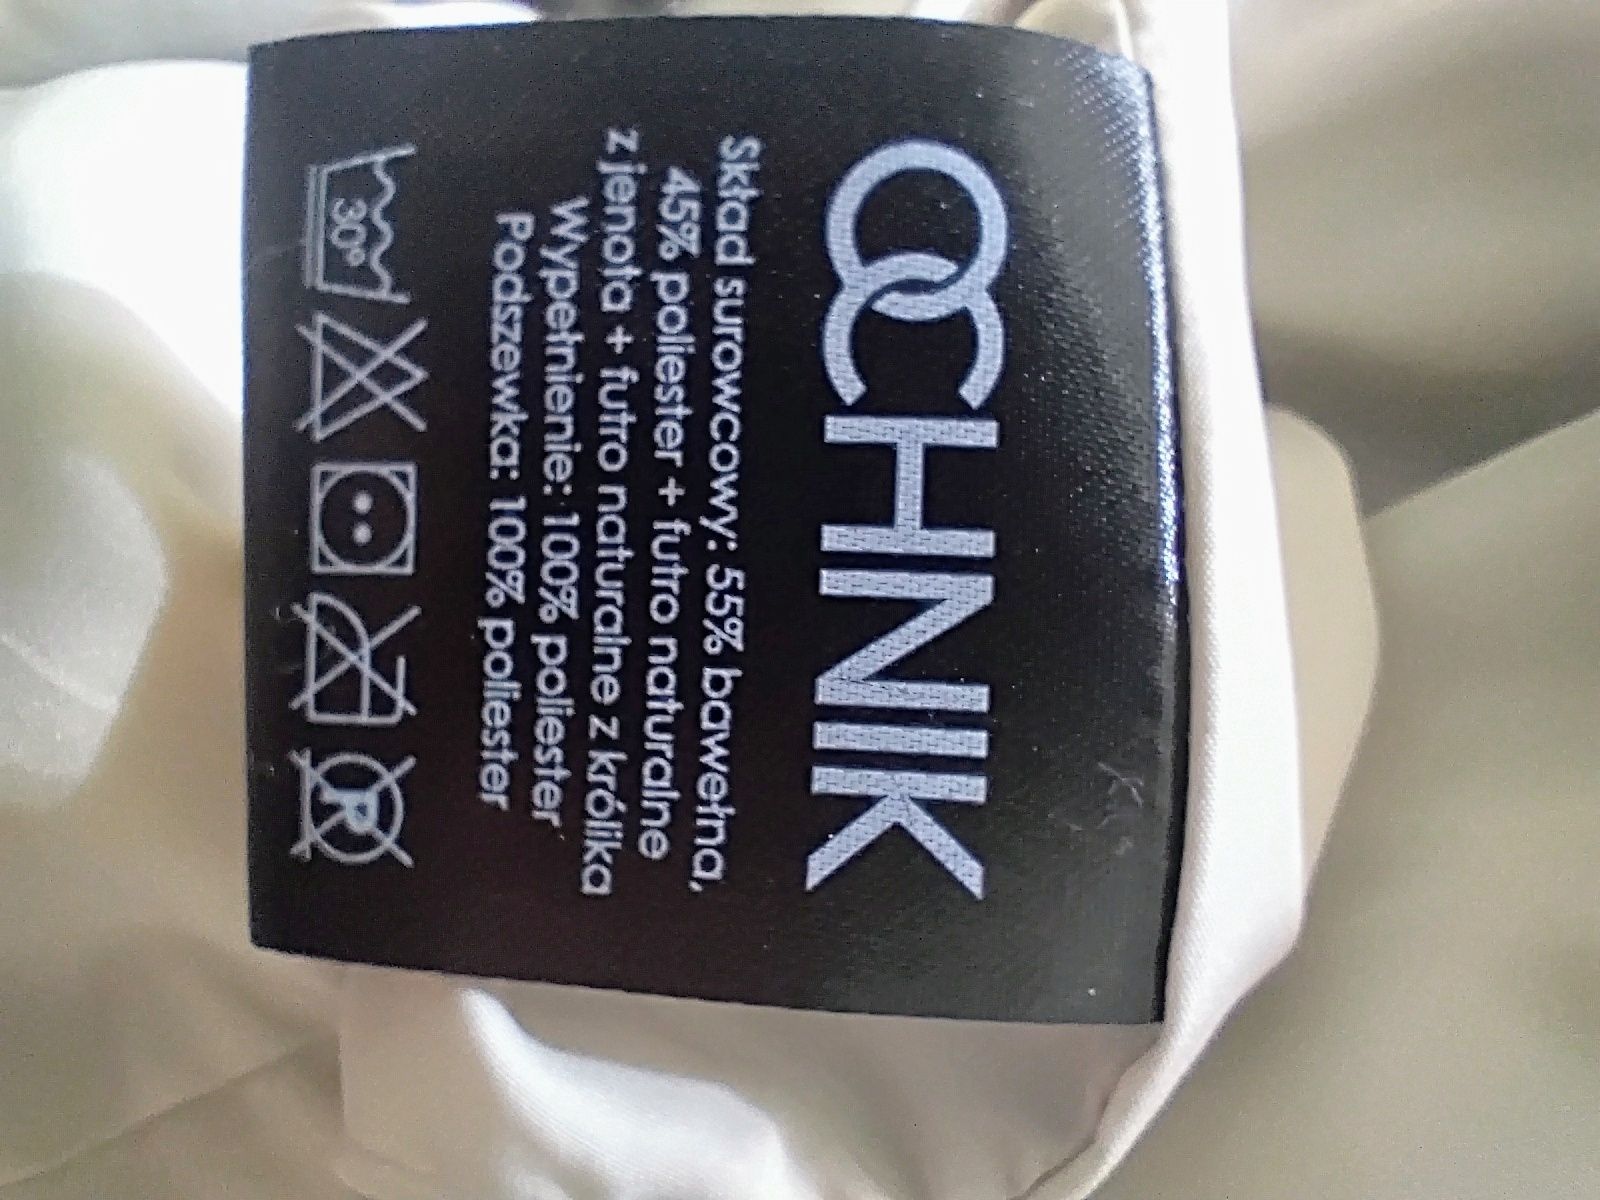 OCHNIK
Skład surowcowy: 55% bawełna,
45% poliester + futro naturalne
z jenota + futro naturalne z królika
Wypełnienie: 100% poliester
Podszewka: 100% poliester
30° P